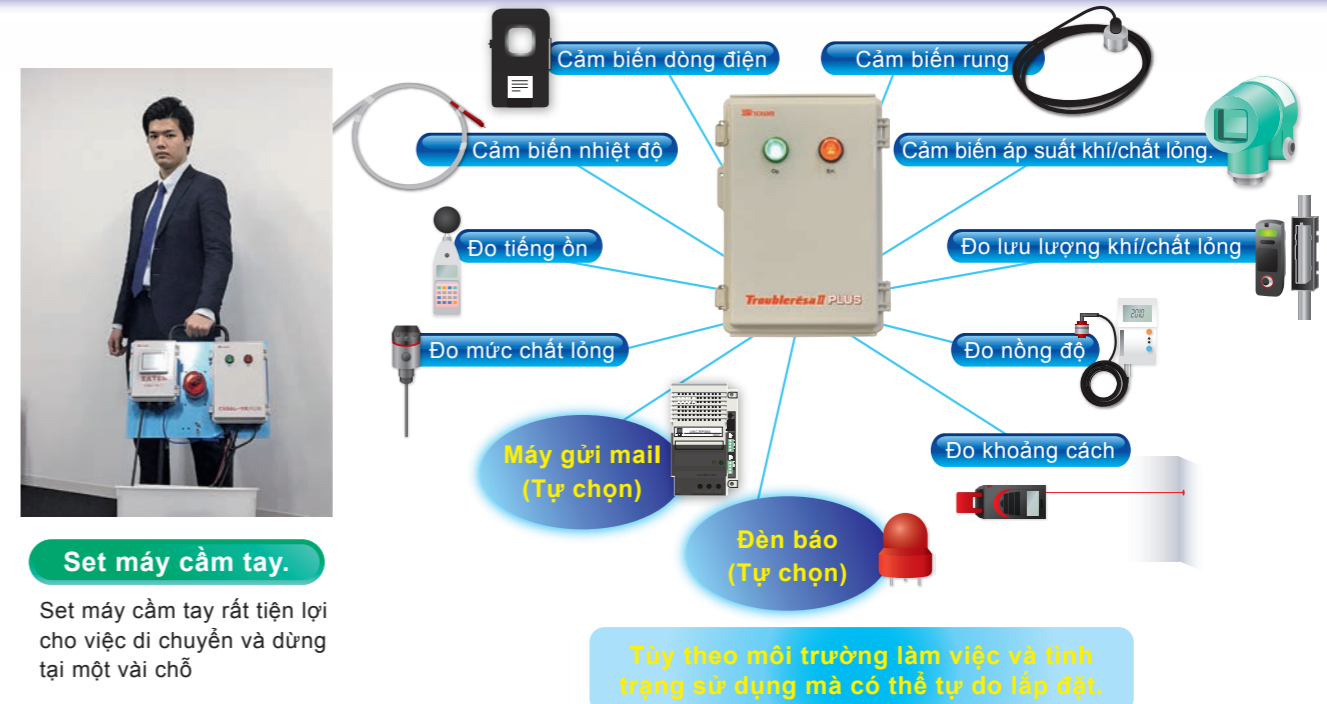 Cảm biến dòng điện
Cảm biến rung
Cảm biến nhiệt độ
Cảm biến áp suất khí/chất lỏng.
Đo tiếng ồn
Đo lưu lượng khí/chất lỏng
Troublerésa II PLUS
Đo mức chất lỏng
Đo nồng độ
Máy gửi mail
(Tự chọn)
Đo khoảng cách
Đèn báo
(Tự chọn)
Set máy cầm tay.
Set máy cầm tay rất tiện lợi
cho việc di chuyển và dừng
tại một vài chỗ
Tùy theo môi trường làm việc và tình
trạng sử dụng mà có thể tự do lắp đặt.